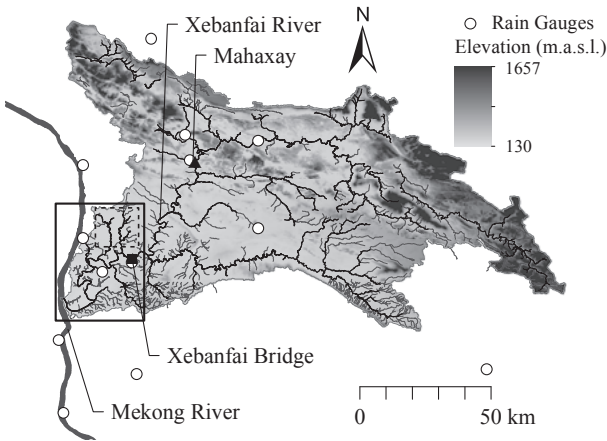 Xebanfai River
Mahaxay
N
Rain Gauges
Elevation (m.a.s.l.)
1657
130
Xebanfai Bridge
Mekong River
0 50 km